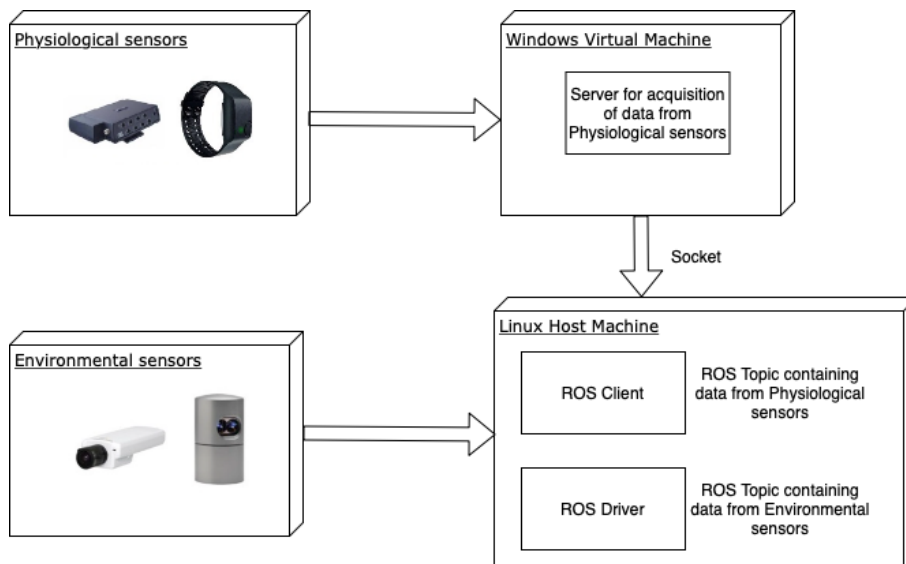 Physiological sensors
Windows Virtual Machine
Server for acquisition
of data from
Physiological sensors
Socket
Environmental sensors
Linux Host Machine
ROS Client
ROS Topic containing
data from Physiological
sensors
ROS Driver
ROS Topic containing
data from Environmental
sensors